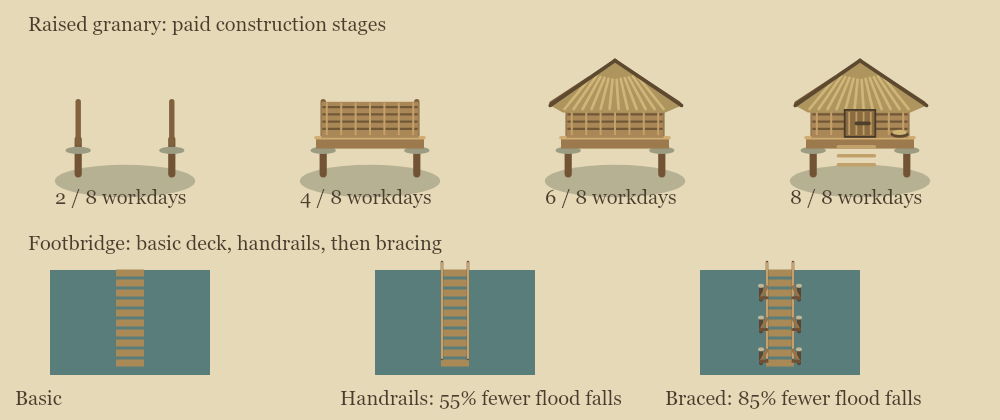 Raised granary: paid construction stages
2 / 8 workdays
4 / 8 workdays
6 / 8 workdays
8 / 8 workdays
Footbridge: basic deck, handrails, then bracing
Basic
Handrails: 55% fewer flood falls
Braced: 85% fewer flood falls